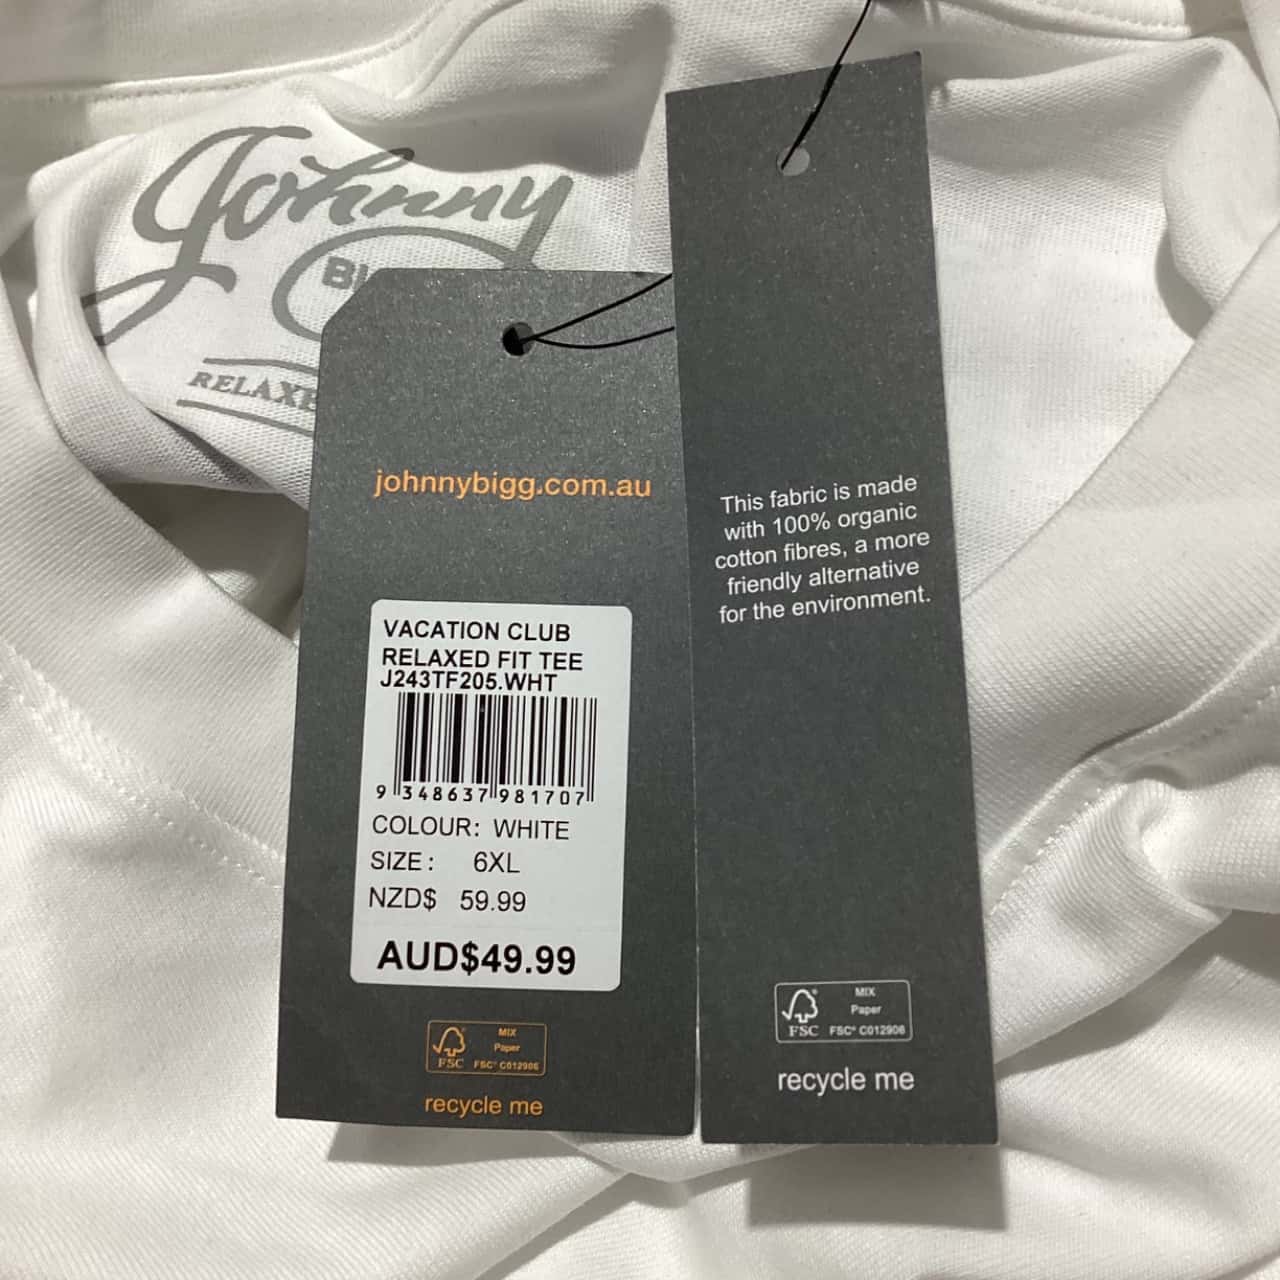 Johnny
RELAXE
johnnybigg.com.au
VACATION CLUB
RELAXED FIT TEE
J243TF205.WHT
9 348637 981707
COLOUR: WHITE
SIZE: 6XL
NZD$ 59.99
AUD$49.99
FSC
MIX
Paper
FSC® C012906
recycle me
This fabric is made
with 100% organic
cotton fibres, a more
friendly alternative
for the environment.
FSC
MIX
Paper
FSC® C012906
recycle me